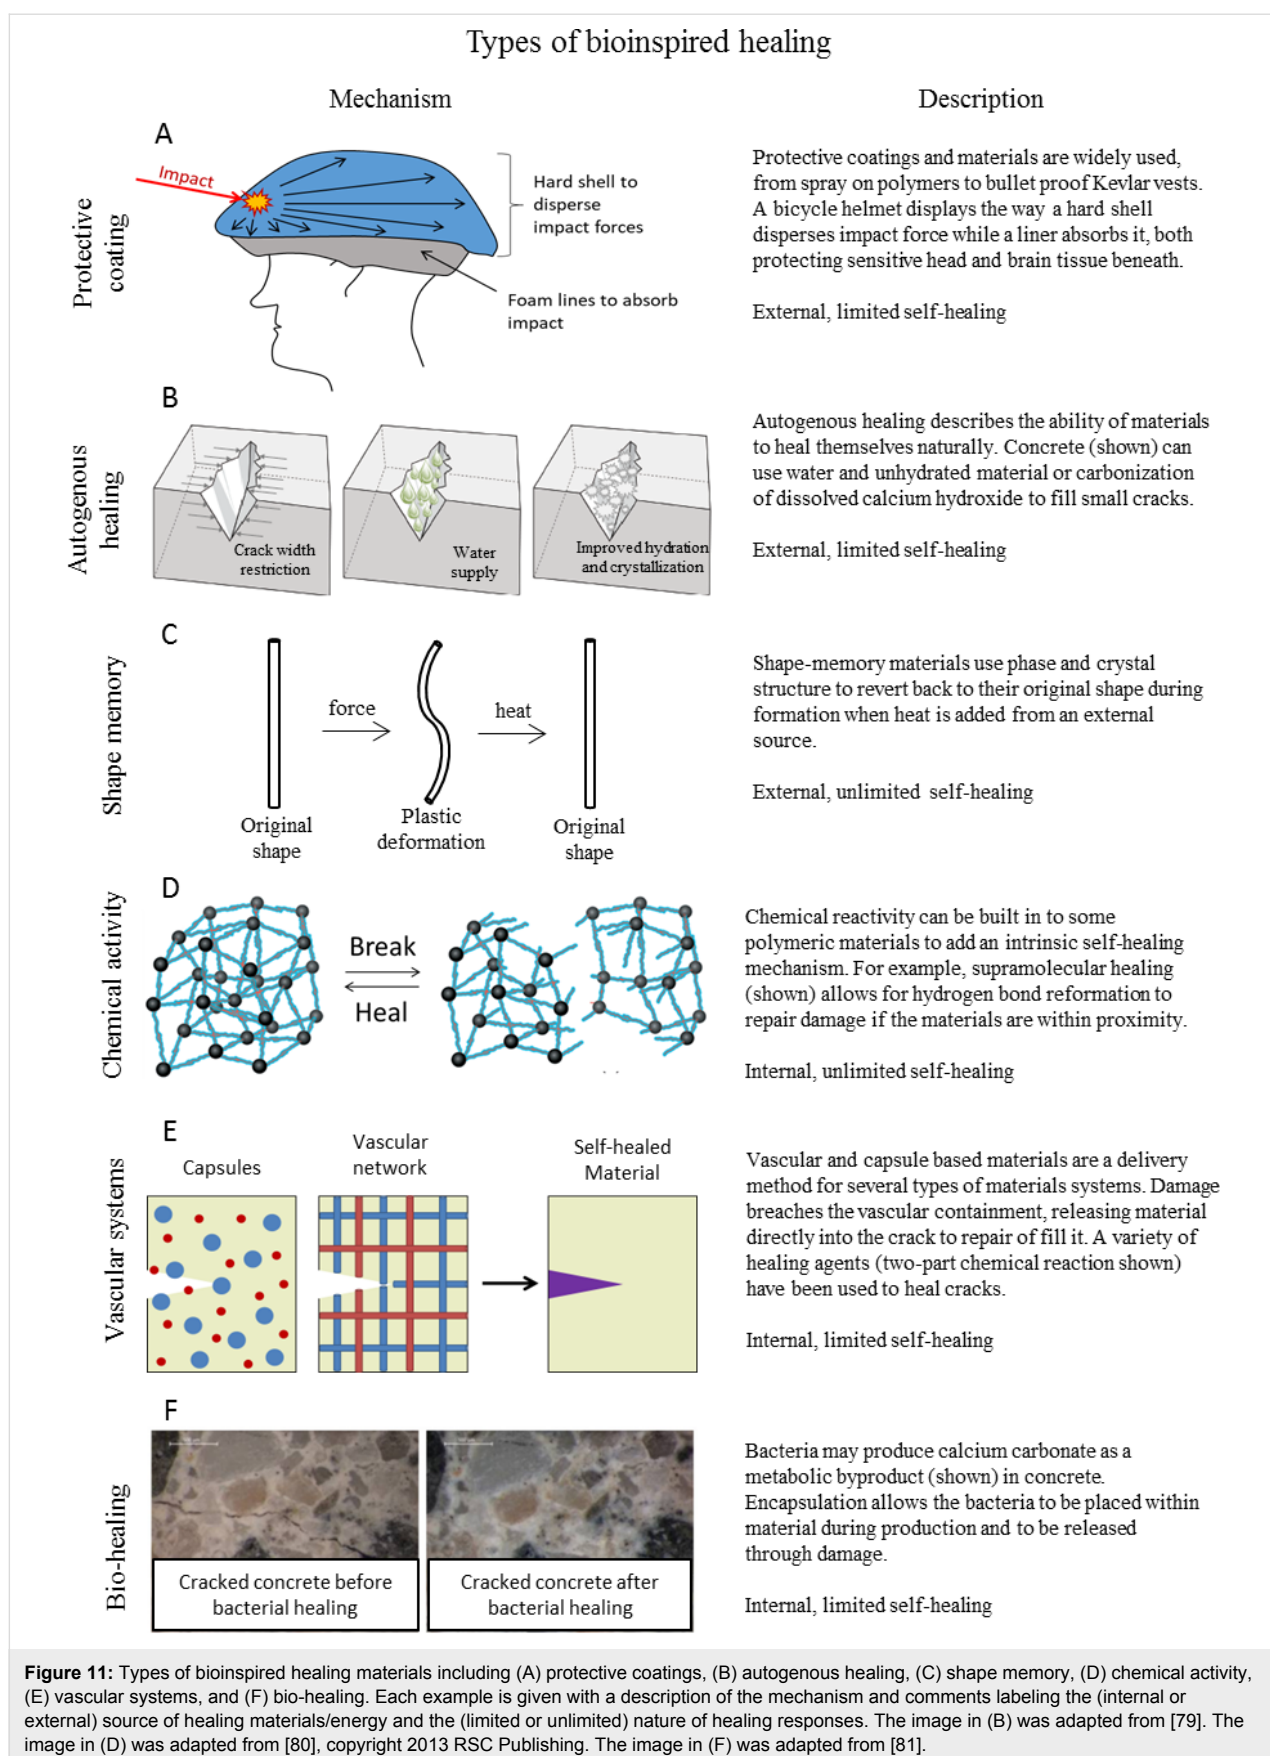 Types of bioinspired healing
Mechanism
Description
A
Protective
coating
Impact
Hard shell to
disperse
impact forces
Foam lines to absorb
impact
Protective coatings and materials are widely used,
from spray on polymers to bullet proof Kevlar vests.
A bicycle helmet displays the way a hard shell
disperses impact force while a liner absorbs it, both
protecting sensitive head and brain tissue beneath.
External, limited self-healing
B
Autogenous
healing
Crack width
restriction
Water
supply
Improved hydration
and crystallization
Autogenous healing describes the ability of materials
to heal themselves naturally. Concrete (shown) can
use water and unhydrated material or carbonization
of dissolved calcium hydroxide to fill small cracks.
External, limited self-healing
C
Shape memory
force
heat
Original
shape
Plastic
deformation
Original
shape
Shape-memory materials use phase and crystal
structure to revert back to their original shape during
formation when heat is added from an external
source.
External, unlimited self-healing
D
Chemical activity
Break
Heal
Chemical reactivity can be built in to some
polymeric materials to add an intrinsic self-healing
mechanism. For example, supramolecular healing
(shown) allows for hydrogen bond reformation to
repair damage if the materials are within proximity.
Internal, unlimited self-healing
E
Vascular systems
Capsules
Vascular
network
Self-healed
Material
Vascular and capsule based materials are a delivery
method for several types of materials systems. Damage
breaches the vascular containment, releasing material
directly into the crack to repair of fill it. A variety of
healing agents (two-part chemical reaction shown)
have been used to heal cracks.
Internal, limited self-healing
F
Bio-healing
Cracked concrete before
bacterial healing
Cracked concrete after
bacterial healing
Bacteria may produce calcium carbonate as a
metabolic byproduct (shown) in concrete.
Encapsulation allows the bacteria to be placed within
material during production and to be released
through damage.
Internal, limited self-healing
Figure 11: Types of bioinspired healing materials including (A) protective coatings, (B) autogenous healing, (C) shape memory, (D) chemical activity,
(E) vascular systems, and (F) bio-healing. Each example is given with a description of the mechanism and comments labeling the (internal or
external) source of healing materials/energy and the (limited or unlimited) nature of healing responses. The image in (B) was adapted from [79]. The
image in (D) was adapted from [80], copyright 2013 RSC Publishing. The image in (F) was adapted from [81].